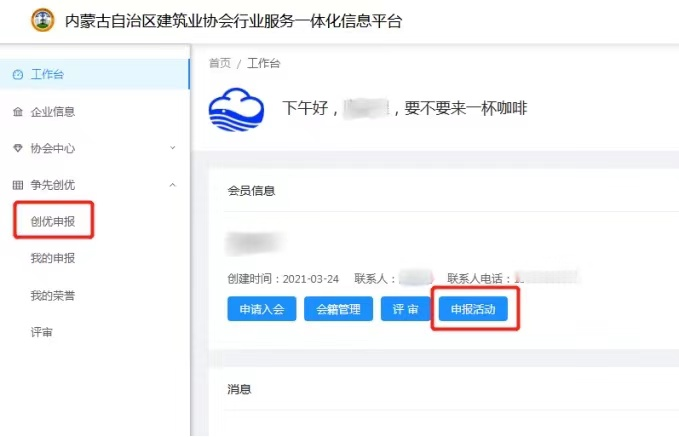 内蒙古自治区建筑业协会行业服务一体化信息平台
工作台
企业信息
协会中心
争先创优
创优申报
我的申报
我的荣誉
评审
首页 / 工作台
下午好，，要不要来一杯咖啡
会员信息
创建时间：2021-03-24 联系人： 联系人电话：
申请入会 会籍管理 评 审 申报活动
消息